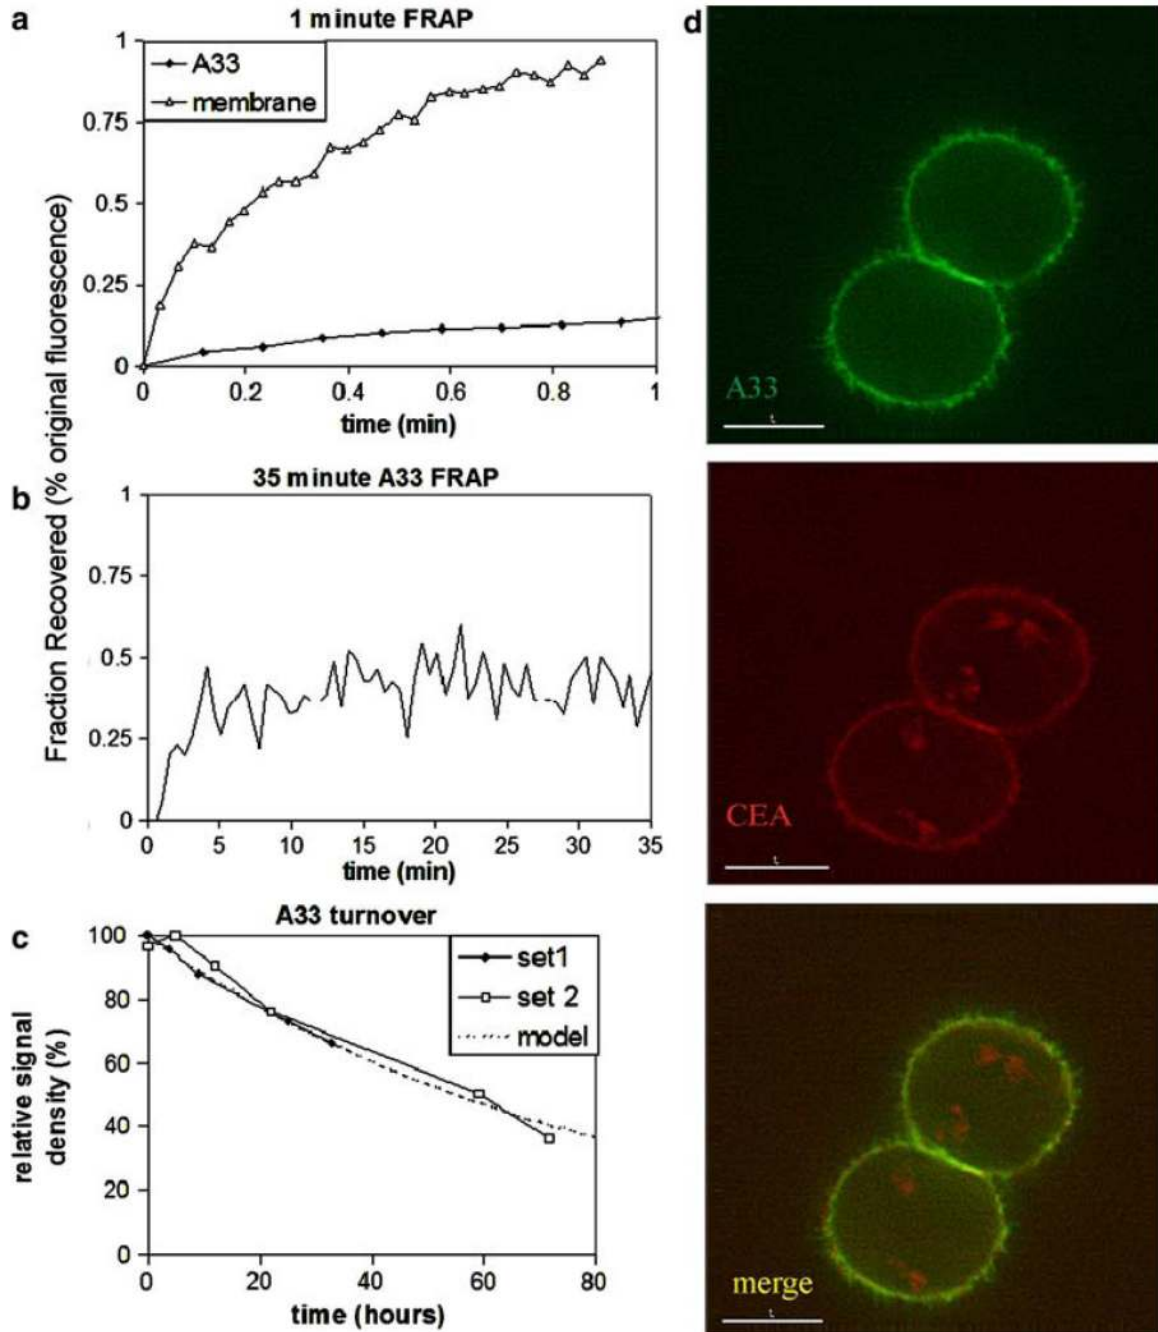 a
1 minute FRAP
1
0.75
0.5
0.25
0
A33
membrane
0
0.2
0.4
0.6
0.8
1
time (min)
Fraction Recovered (% original fluorescence)
b
35 minute A33 FRAP
1
0.75
0.5
0.25
0
0
5
10
15
20
25
30
35
time (min)
c
A33 turnover
100
80
60
40
20
0
set1
set 2
model
relative signal
density (%)
0
20
40
60
80
time (hours)
d
A33
CEA
merge